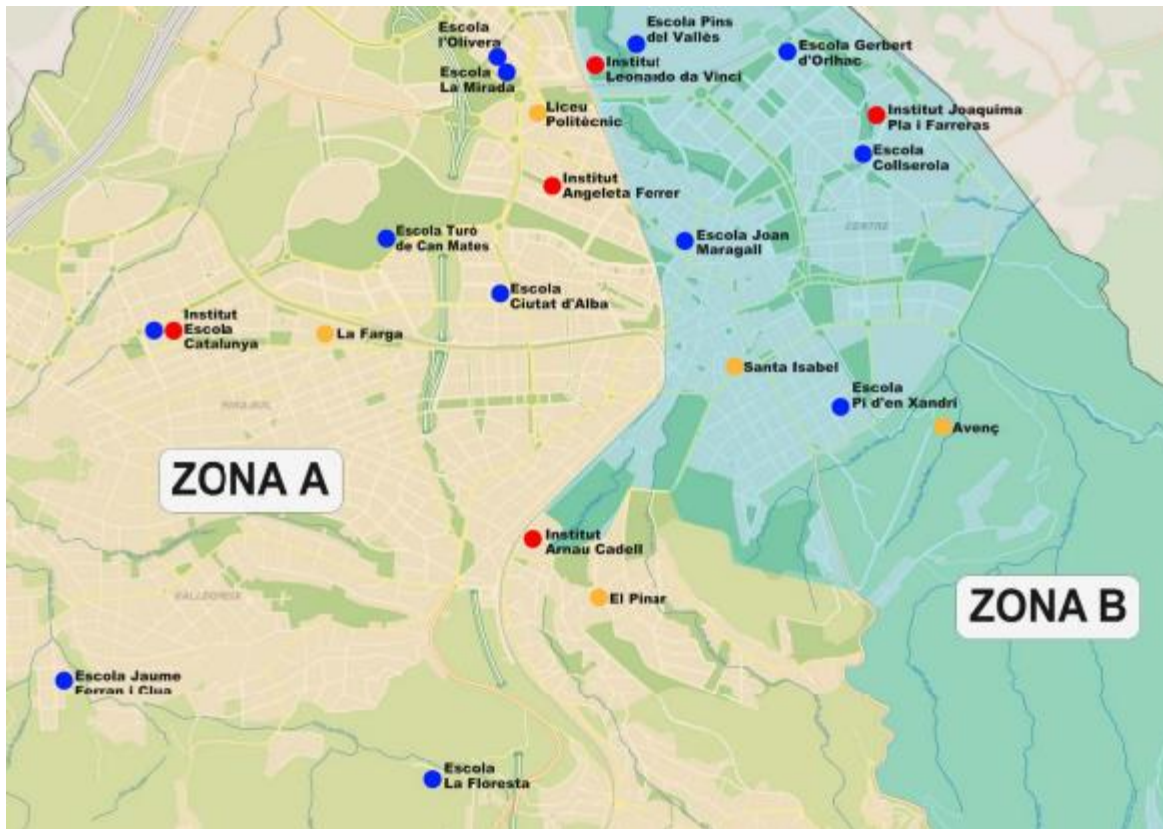 Escola
l'Olivera
Escola
La Mirada
Escola Pins
del Vallès
Institut
Leonardo da Vinci
Escola Gerbert
d'Orlhac
Liceu
Politècnic
Institut Joaquima
Pla i Farreras
Escola
Collserola
Institut
Angeleta Ferrer
Escola Turó
de Can Mates
Escola Joan
Maragall
CENTRE
Escola
Ciutat d'Alba
Institut
Escola
Catalunya
La Farga
Santa Isabel
Escola
Pi d'en Xandri
Avenç
MIRASOL
ZONA A
Institut
Arnau Cadell
VALLDOREIX
El Pinar
ZONA B
Escola Jaume
Ferran i Clua
Escola
La Floresta